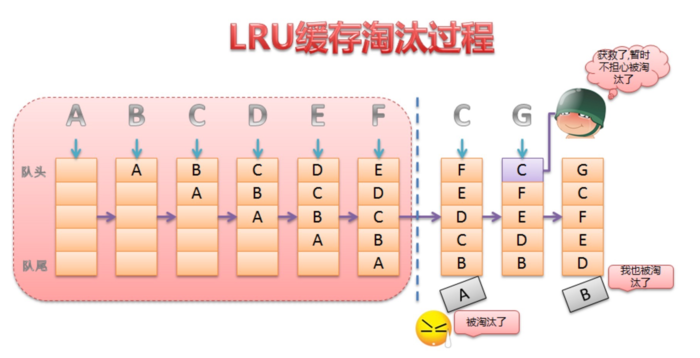 LRU缓存淘汰过程
获救了,暂时
不担心被淘
汰了
A B C D E F C G
队头 A B C D E F C G
A B C D E F C
A B C D E F
A B C D E
队尾 A B B D
A B
我也被淘
汰了
被淘汰了